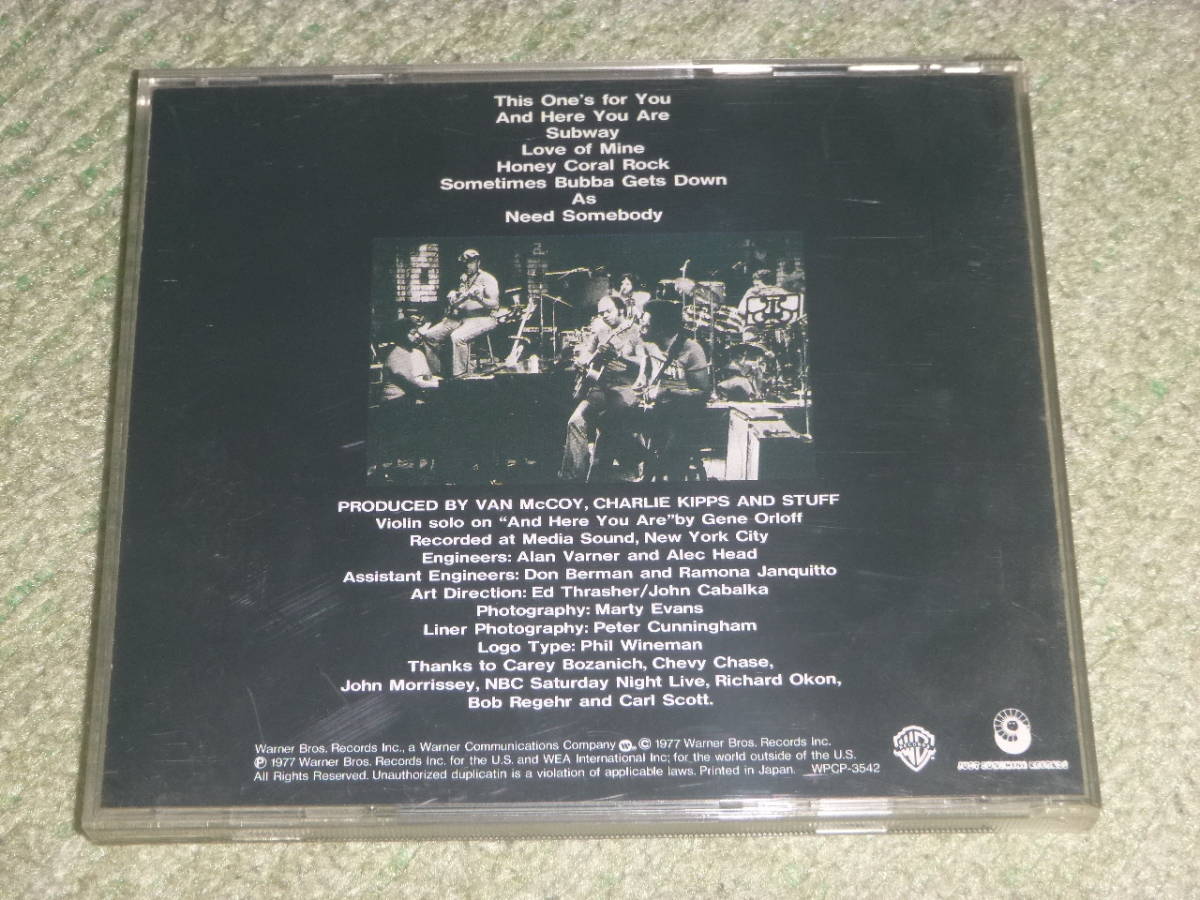 This One's for You
And Here You Are
Subway
Love of Mine
Honey Coral Rock
Sometimes Bubba Gets Down
As
Need Somebody
PRODUCED BY VAN McCOY, CHARLIE KIPPS AND STUFF
Violin solo on “And Here You Are”by Gene Orloff
Recorded at Media Sound, New York City
Engineers: Alan Varner and Alec Head
Assistant Engineers: Don Berman and Ramona Janquitto
Art Direction: Ed Thrasher/John Cabalka
Photography: Marty Evans
Liner Photography: Peter Cunningham
Logo Type: Phil Wineman
Thanks to Carey Bozanich, Chevy Chase,
John Morrissey, NBC Saturday Night Live, Richard Okon,
Bob Regehr and Carl Scott.
Warner Bros. Records Inc., a Warner Communications Company © 1977 Warner Bros. Records Inc.
℗ 1977 Warner Bros. Records Inc. for the U.S. and WEA International Inc; for the world outside of the U.S.
All Rights Reserved. Unauthorized duplicatin is a violation of applicable laws. Printed in Japan. WPCP-3542
RECORDS